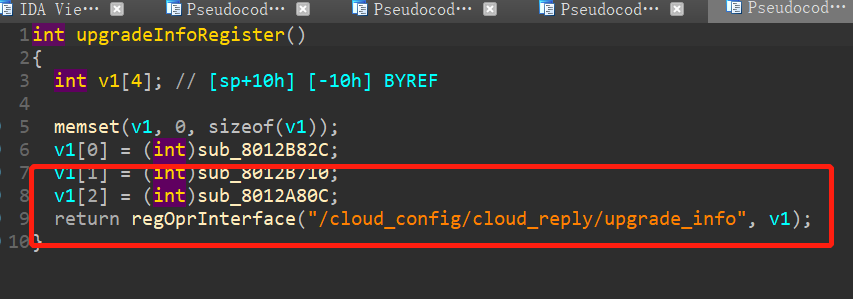 IDA Vie… Pseudocod… Pseudocod… Pseudocod… Pseudocod…
1 int upgradeInfoRegister()
2 {
3 int v1[4]; // [sp+10h] [-10h] BYREF
4
5 memset(v1, 0, sizeof(v1));
6 v1[0] = (int)sub_8012B82C;
7 v1[1] = (int)sub_8012B710;
8 v1[2] = (int)sub_8012A80C;
9 return regOprInterface("/cloud_config/cloud_reply/upgrade_info", v1);
10 }